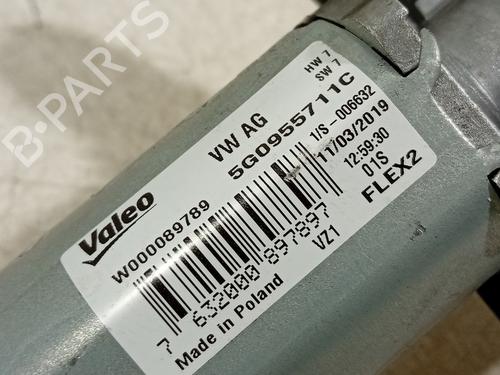 HW 7
SW 7
VW AG
5G0955711C
1/S-006632
11/03/2019
12:59:30
01S
FLEX2
Valeo
W000089789
7 632000 897897
VZ1
Made in Poland
B-Parts